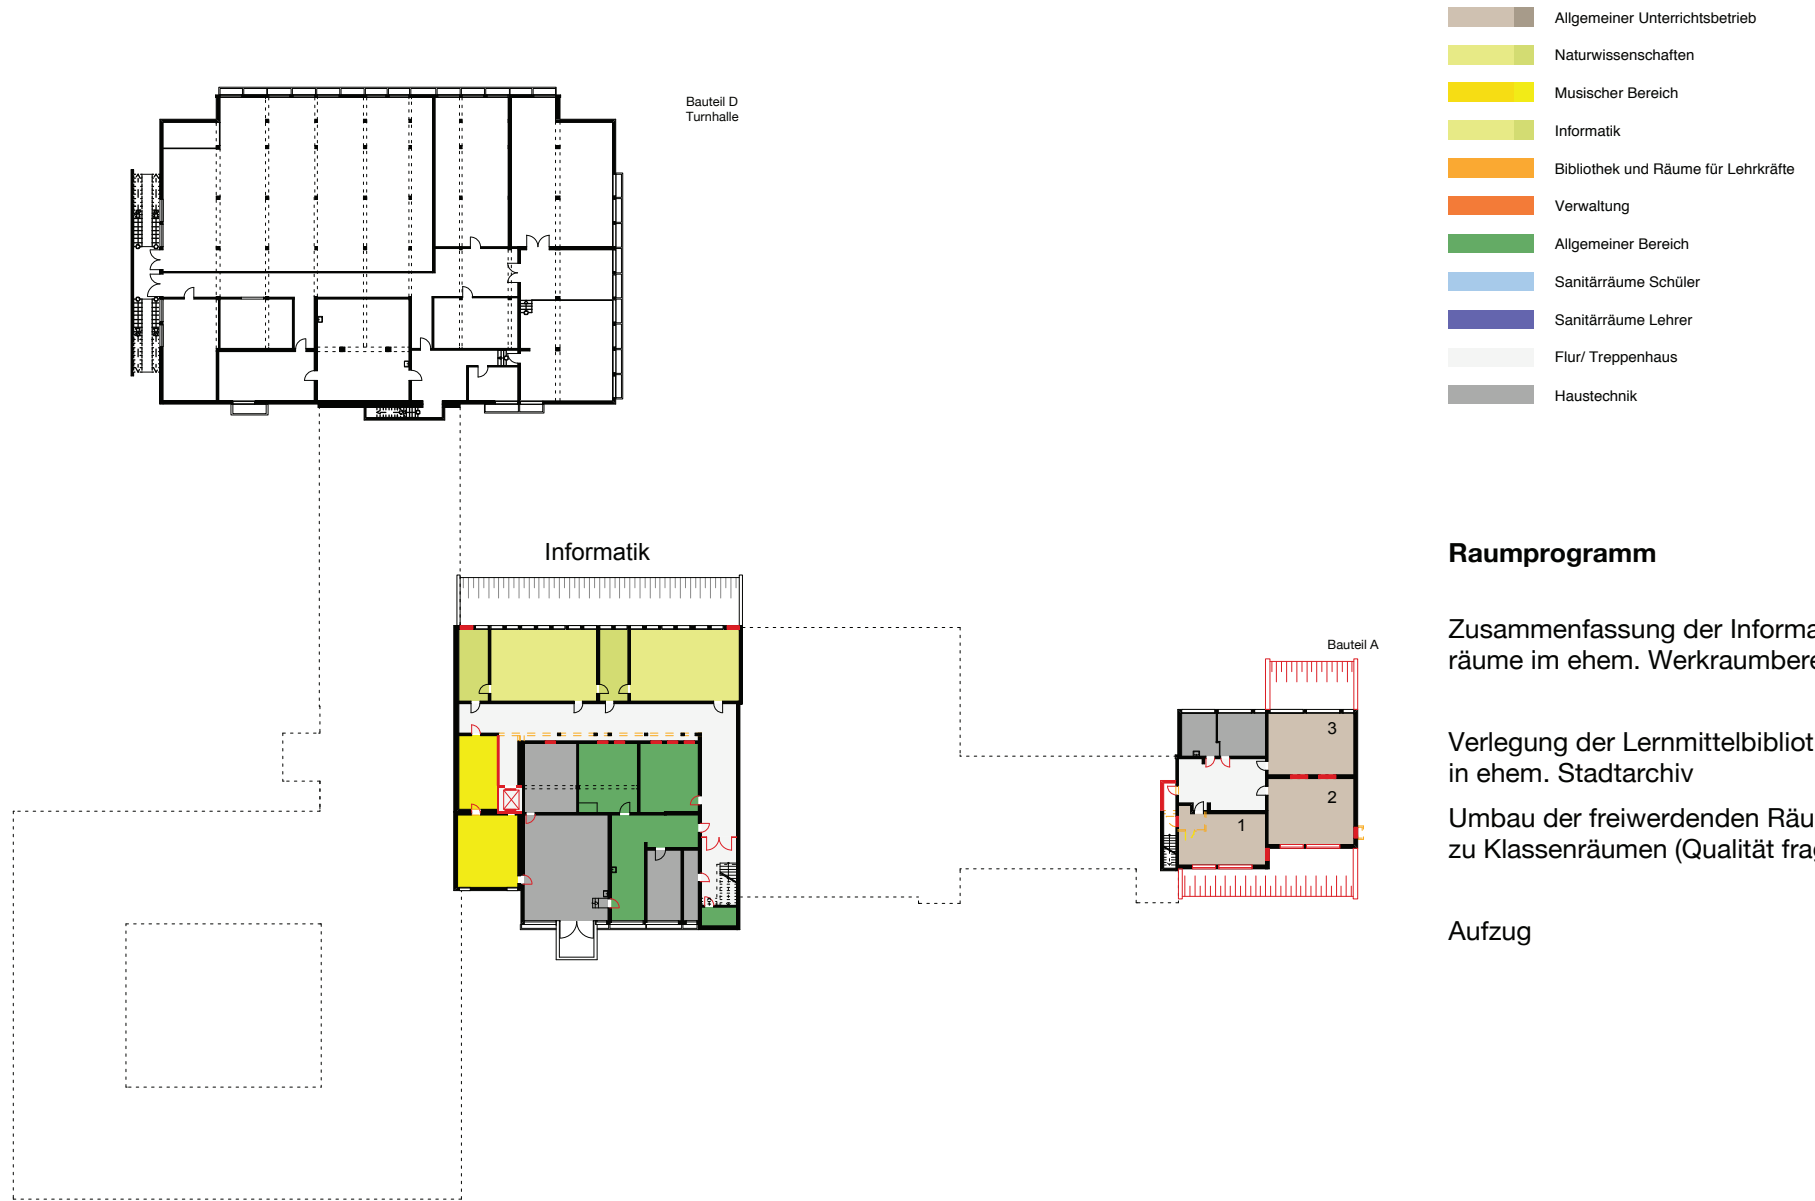 Allgemeiner Unterrichtsbetrieb
Naturwissenschaften
Musischer Bereich
Informatik
Bibliothek und Räume für Lehrkräfte
Verwaltung
Allgemeiner Bereich
Sanitärräume Schüler
Sanitärräume Lehrer
Flur/ Treppenhaus
Haustechnik
Bauteil D
Turnhalle
Informatik
Bauteil A
3
2
1
Raumprogramm
Zusammenfassung der Informa
räume im ehem. Werkraumbere
Verlegung der Lernmittelbibliot
in ehem. Stadtarchiv
Umbau der freiwerdenden Räu
zu Klassenräumen (Qualität frag
Aufzug